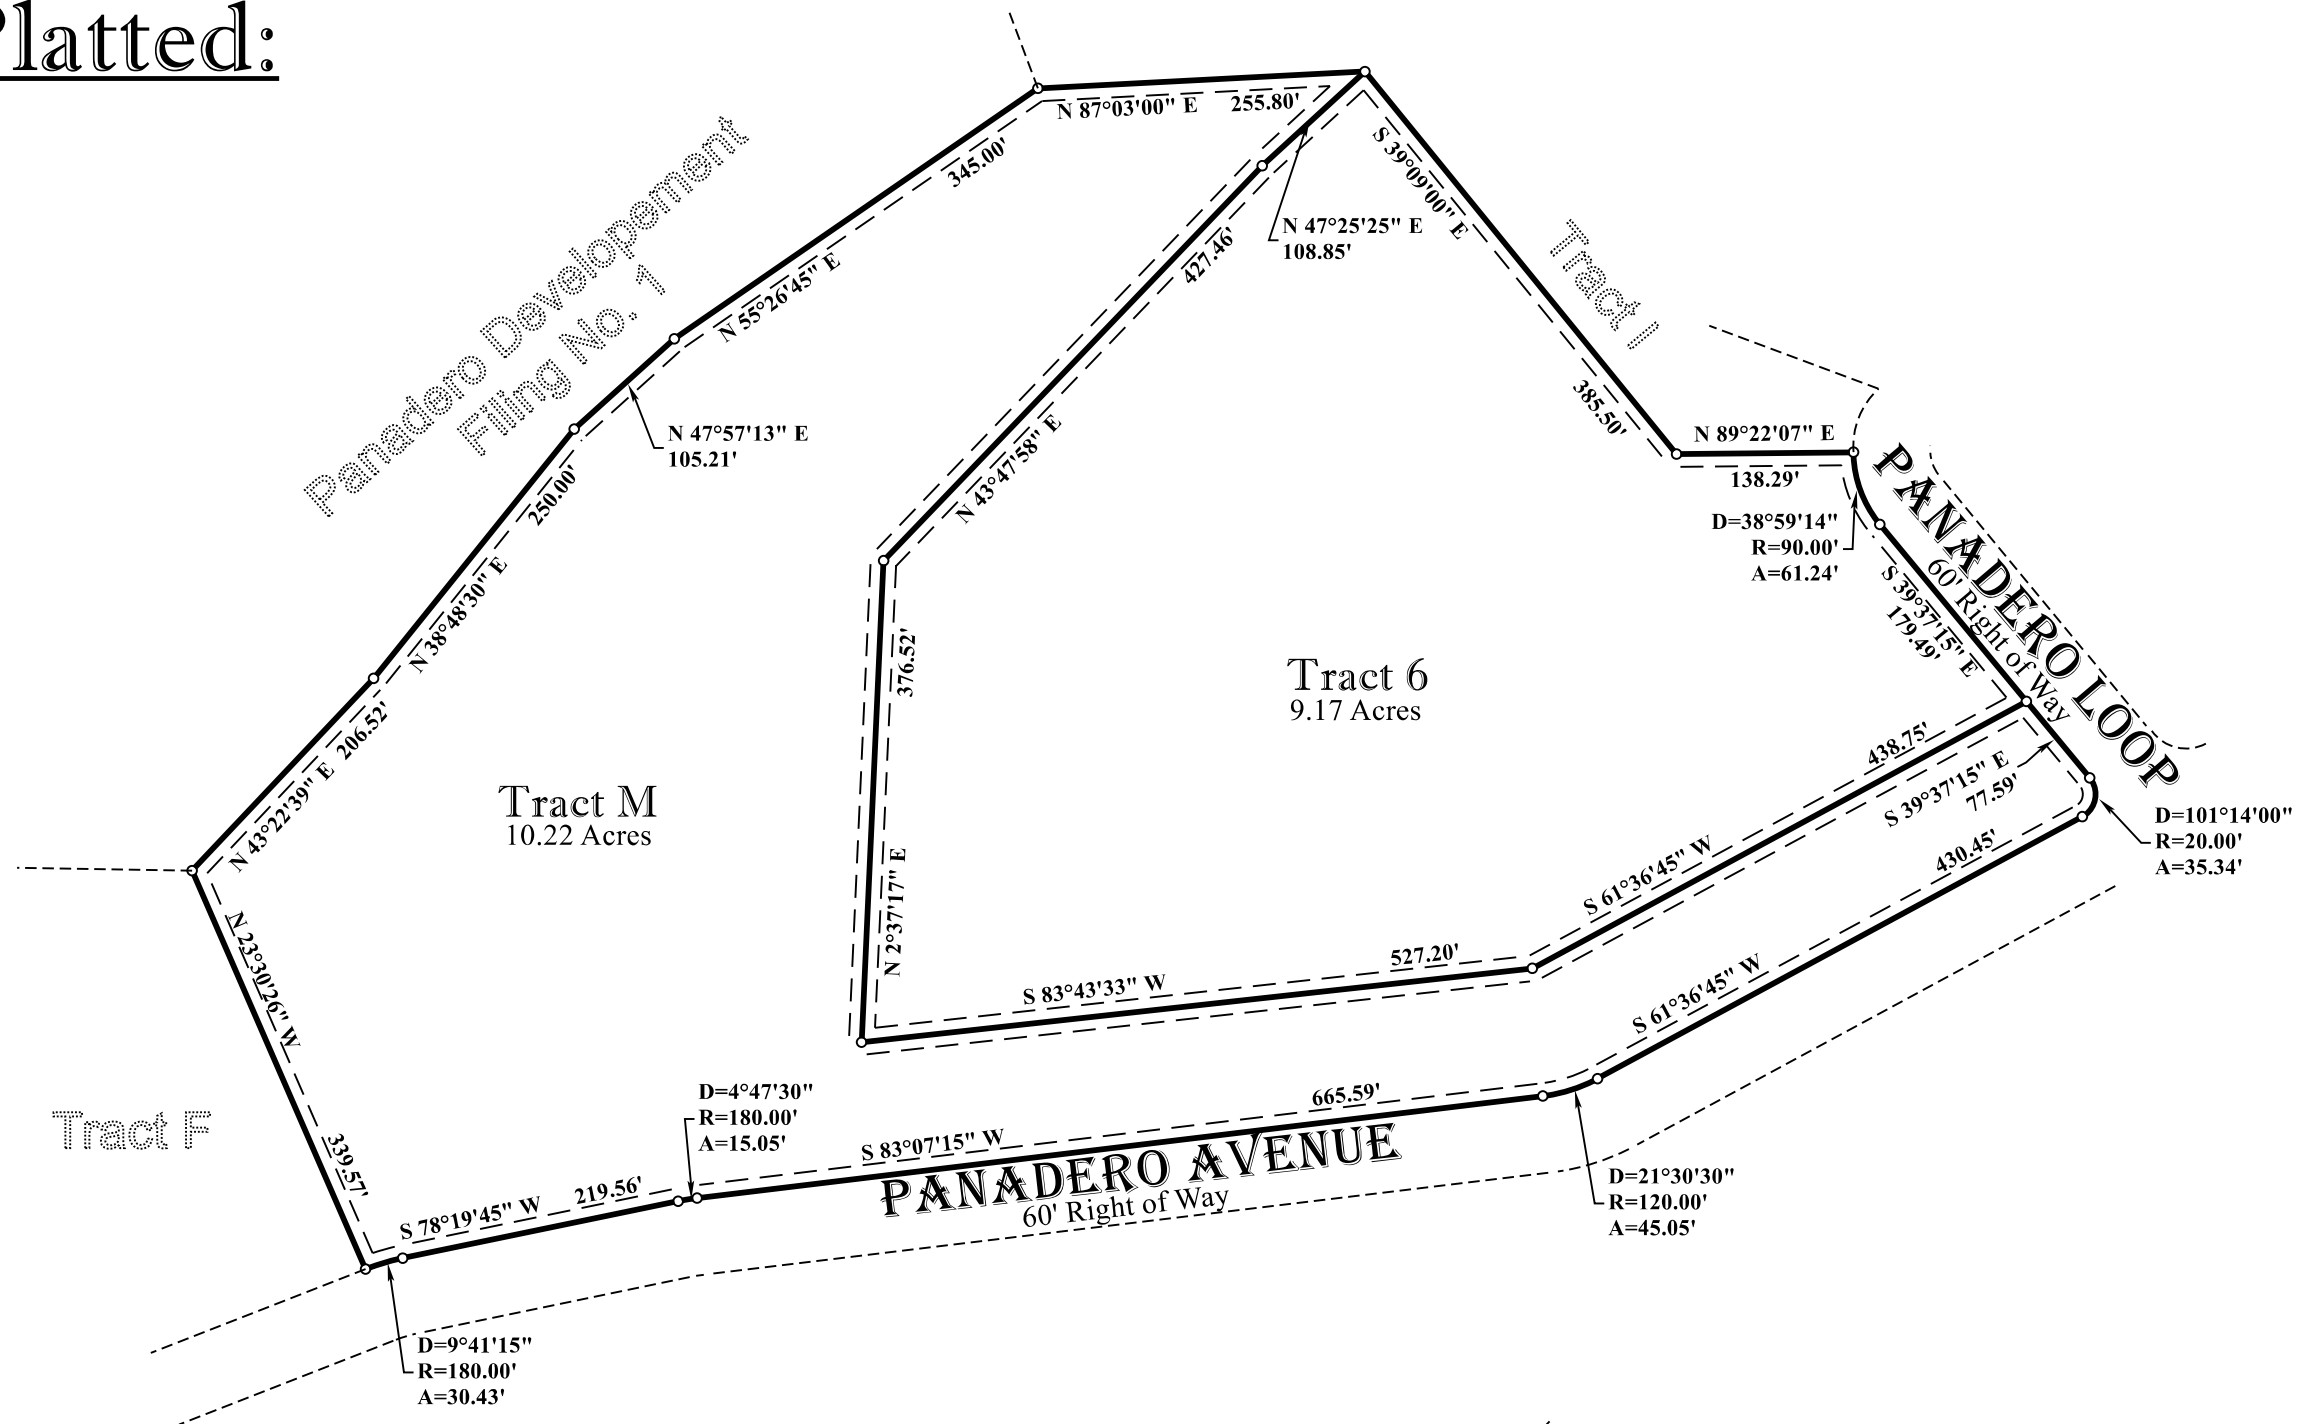 Platted:
N 87°03'00" E 255.80'
345.00'
N 55°26'45" E
Panadero Developement
Filing No. 1
N 47°57'13" E
105.21'
250.00'
N 38°48'30" E
206.52'
N 43°22'39" E
N 47°25'25" E
108.85'
427.46'
N 43°47'58" E
S 39°09'00" E
385.50'
Tract I
N 89°22'07" E
138.29'
D=38°59'14"
R=90.00'
A=61.24'
PANADERO LOOP
60' Right of Way
S 39°37'15" E
179.49'
376.52'
N 2°37'17" E
Tract 6
9.17 Acres
Tract M
10.22 Acres
438.75'
S 61°36'45" W
S 39°37'15" E
77.59'
D=101°14'00"
R=20.00'
A=35.34'
430.45'
S 61°36'45" W
S 83°43'33" W 527.20'
N 23°30'26" W
339.57'
Tract F
D=4°47'30"
R=180.00'
A=15.05'
S 83°07'15" W 665.59'
PANADERO AVENUE
60' Right of Way
S 78°19'45" W 219.56'
D=21°30'30"
R=120.00'
A=45.05'
D=9°41'15"
R=180.00'
A=30.43'